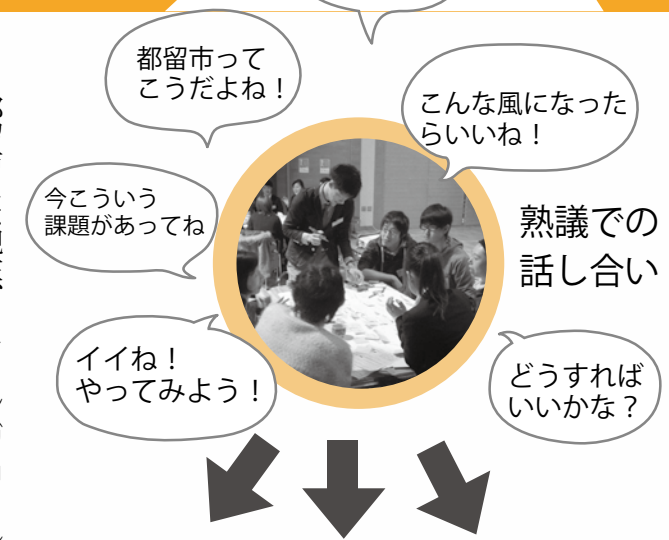 都留市って
こうだよね！
こんな風になった
らいいね！
今こういう
課題があってね
熟議での
話し合い
イイね！
やってみよう！
どうすれば
いいかな？